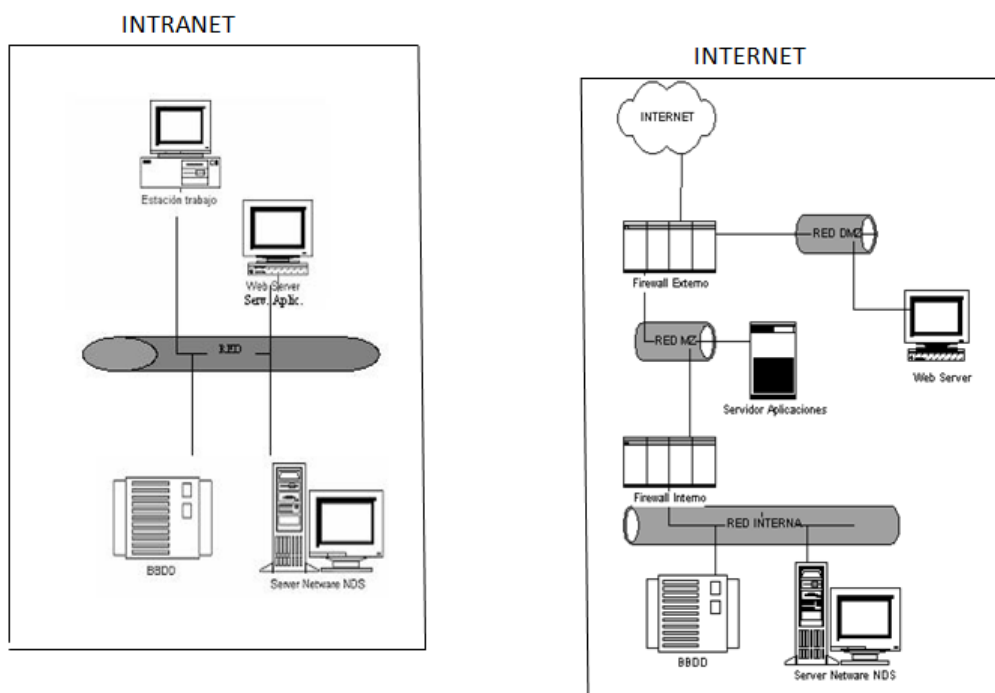 INTRANET
Estación trabajo
Web Server
Serv. Aplic.
RED
BBDD
Server Netware NDS
INTERNET
INTERNET
RED DMZ
Firewall Externo
RED MZ
Web Server
Servidor Aplicaciones
Firewall Interno
RED INTERNA
BBDD
Server Netware NDS